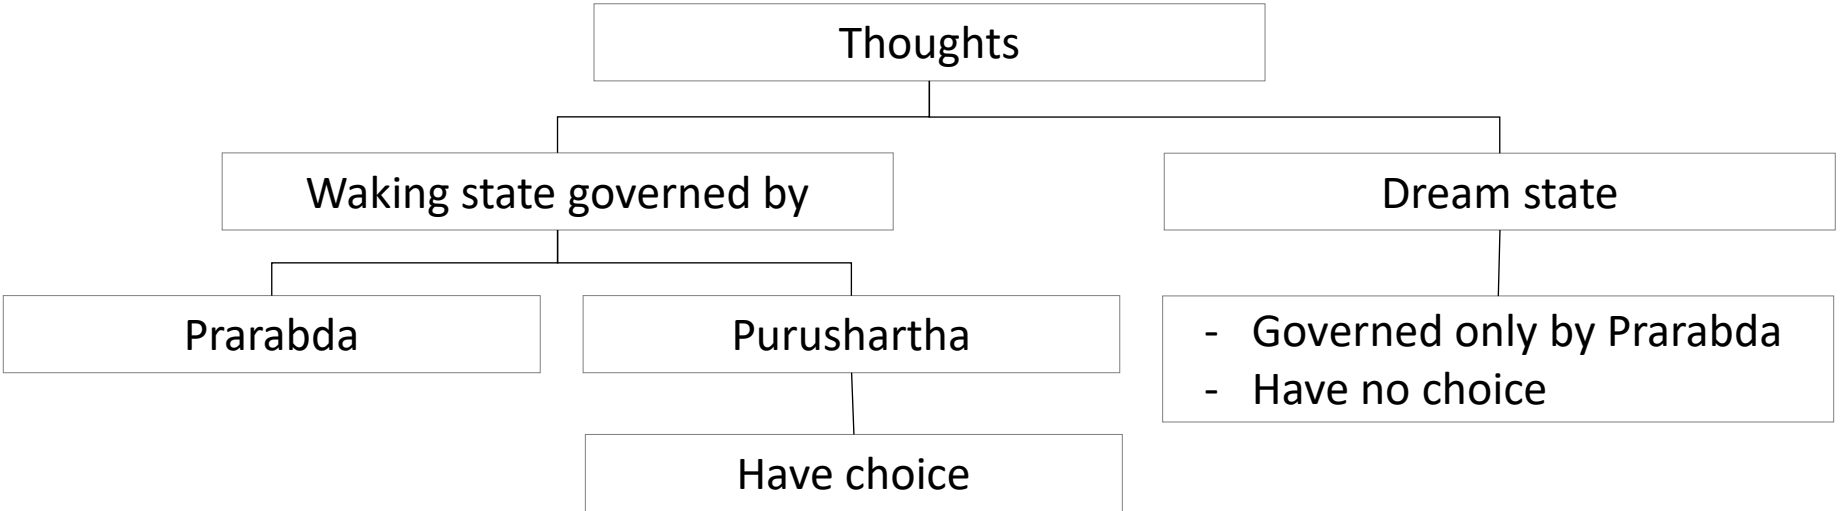 Thoughts
Waking state governed by
Dream state
Prarabda
Purushartha
- Governed only by Prarabda
- Have no choice
Have choice